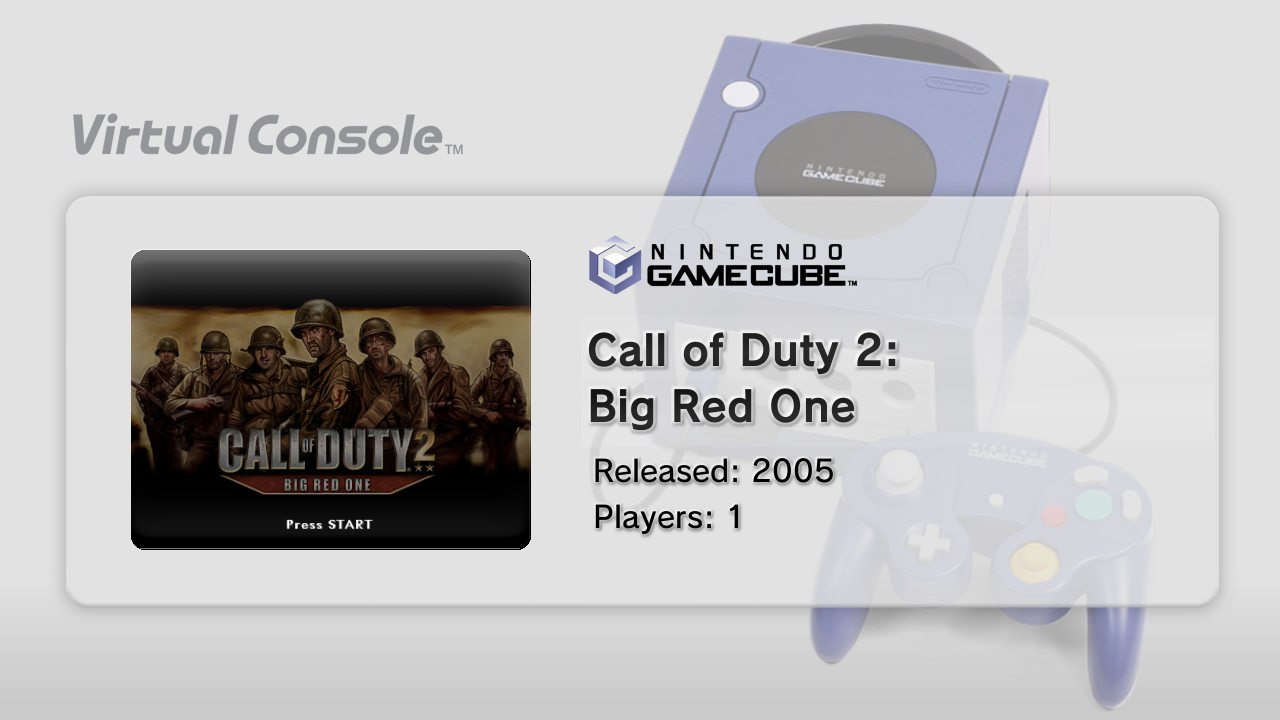 Nintendo
Virtual Console™
NINTENDO
GAMECUBE
NINTENDO
GAMECUBE™
Call of Duty 2:
Big Red One
Released: 2005
Players: 1
CALL OF DUTY 2
BIG RED ONE
Press START
NINTENDO
GAMECUBE